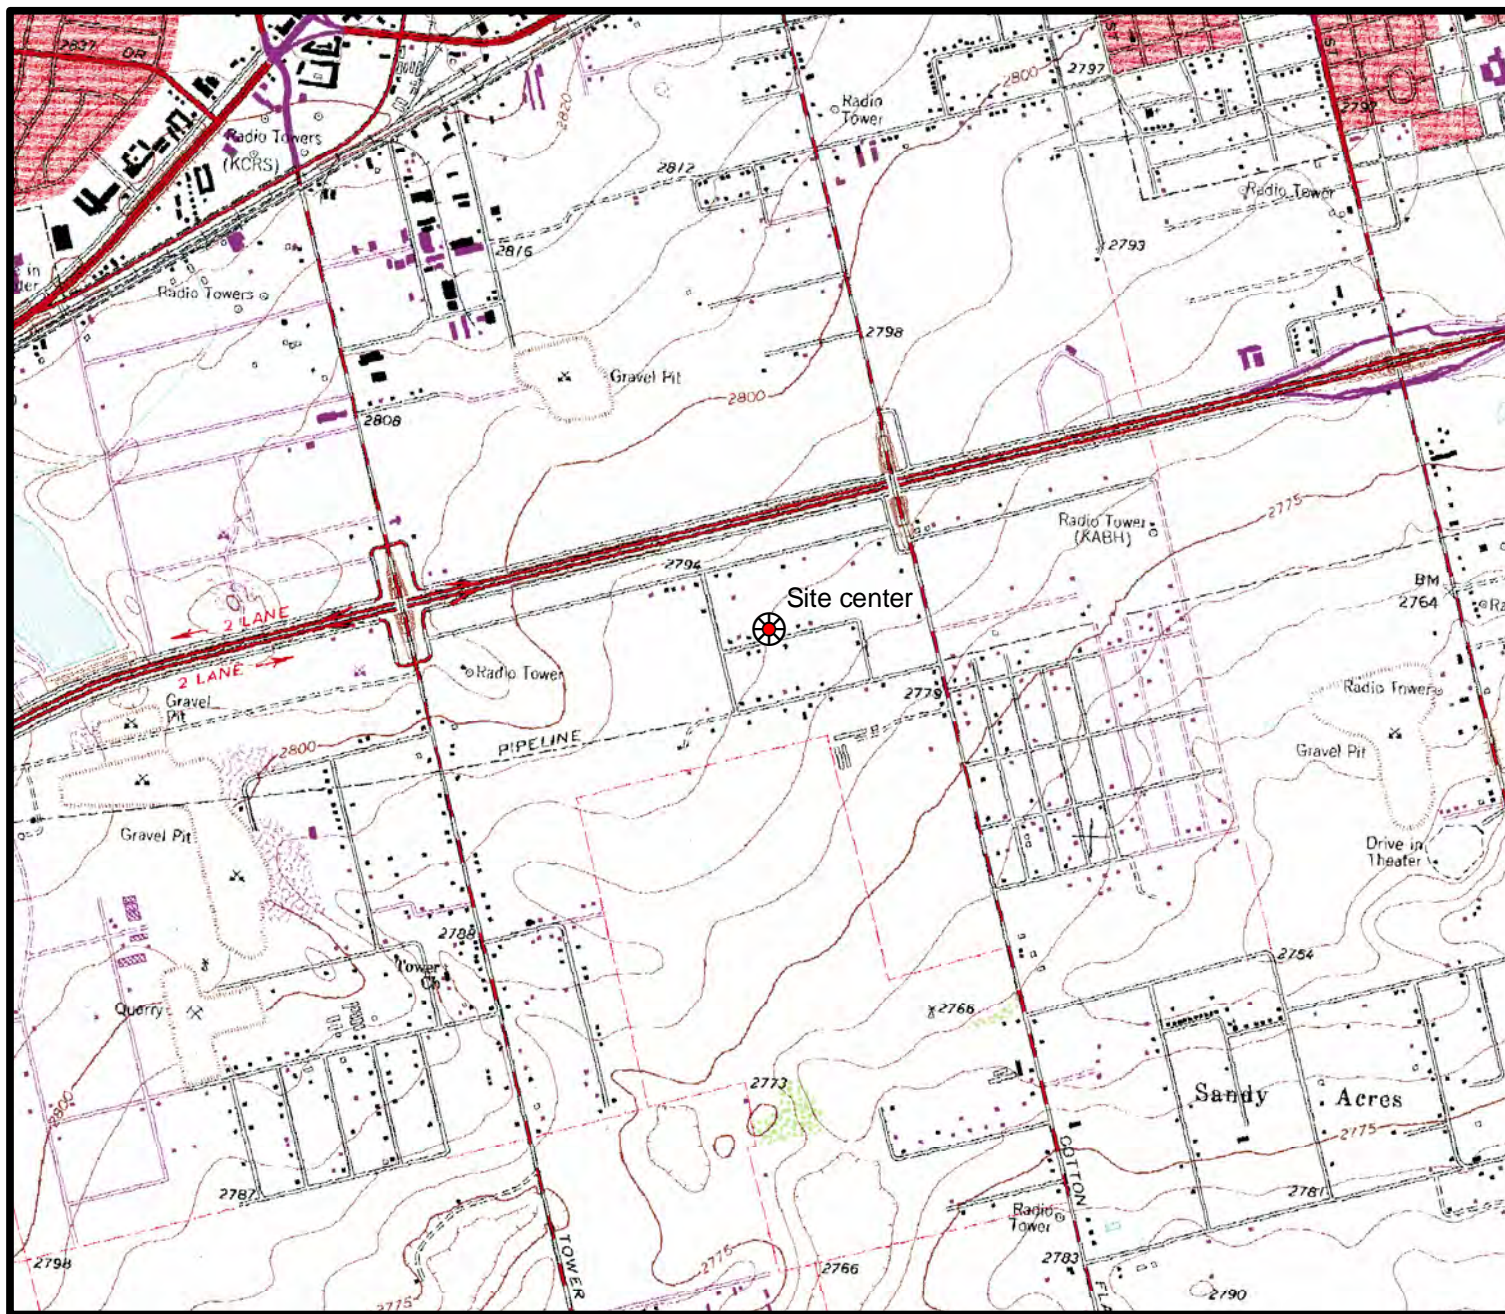 2837
DR
ST
S
2800
2797
2797
2820
Radio
Tower
Radio Towers
(KCRS)
2812
Radio Tower
2816
2793
Radio Towers
2798
Gravel Pit
2800
2808
2775
Radio Tower
(KABH)
2794
BM
2764
Site center
2 LANE
2 LANE
Radio Tower
2779
Radio Tower
Gravel
Pit
2800
PIPELINE
Gravel Pit
Gravel Pit
Drive in
Theater
2788
2754
Tower
Ch
Quarry
2766
2773
2800
Sandy Acres
2775
COTTON
2787
2781
Radio
Tower
TOWER
2798
2775
2766
2783
FLA
2790
2775